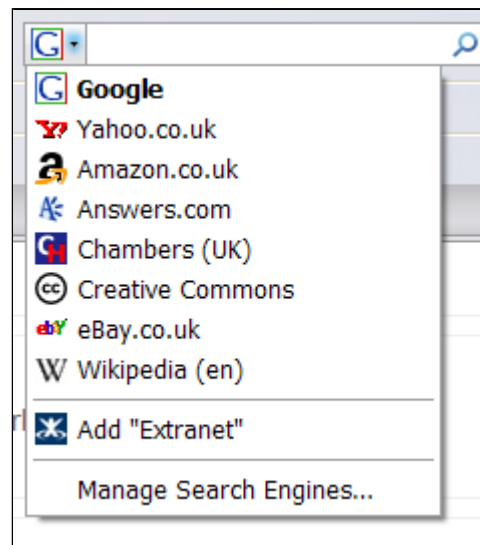 Google
Yahoo.co.uk
Amazon.co.uk
Answers.com
Chambers (UK)
Creative Commons
eBay.co.uk
Wikipedia (en)
Add "Extranet"
Manage Search Engines...